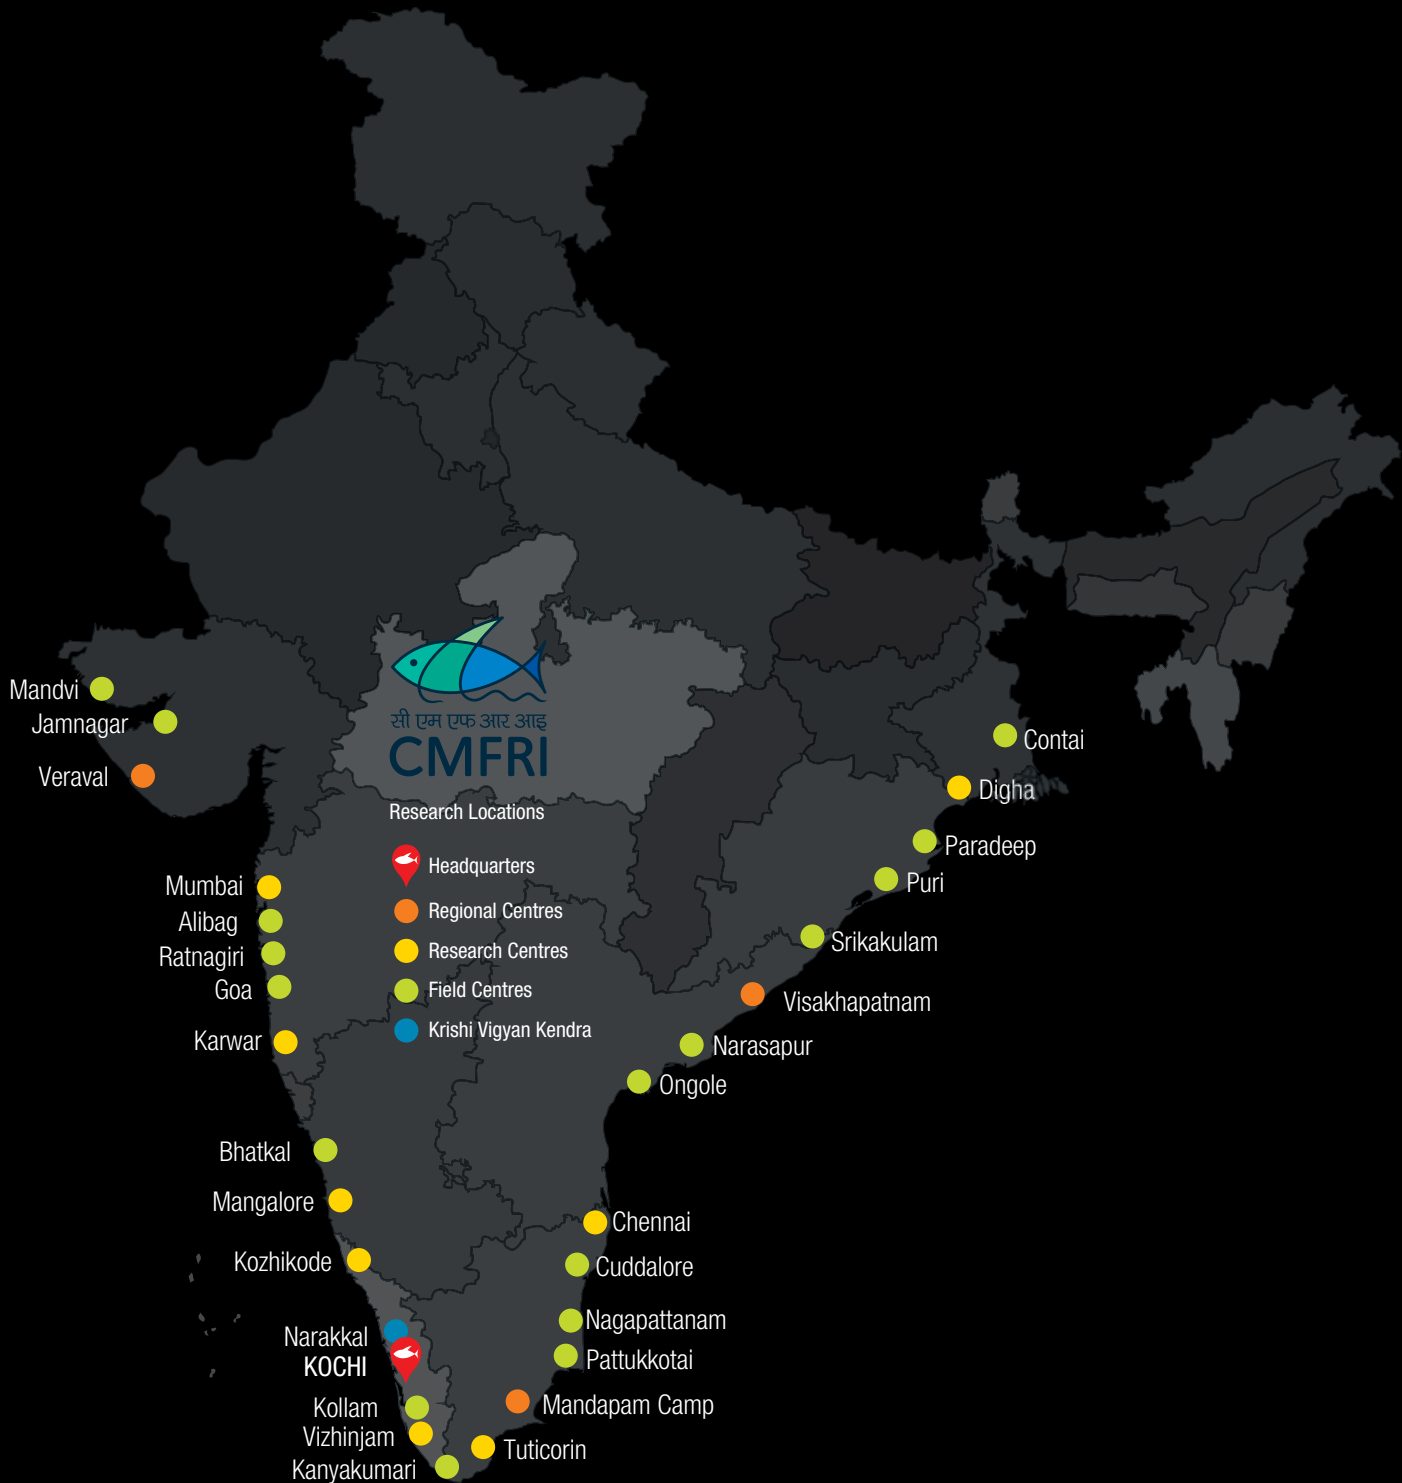 सी एम एफ आर आइ
CMFRI
Research Locations
Headquarters
Regional Centres
Research Centres
Field Centres
Krishi Vigyan Kendra
Mandvi
Jamnagar
Veraval
Mumbai
Alibag
Ratnagiri
Goa
Karwar
Bhatkal
Mangalore
Kozhikode
Narakkal
KOCHI
Kollam
Vizhinjam
Kanyakumari
Contai
Digha
Paradeep
Puri
Srikakulam
Visakhapatnam
Narasapur
Ongole
Chennai
Cuddalore
Nagapattanam
Pattukkotai
Mandapam Camp
Tuticorin